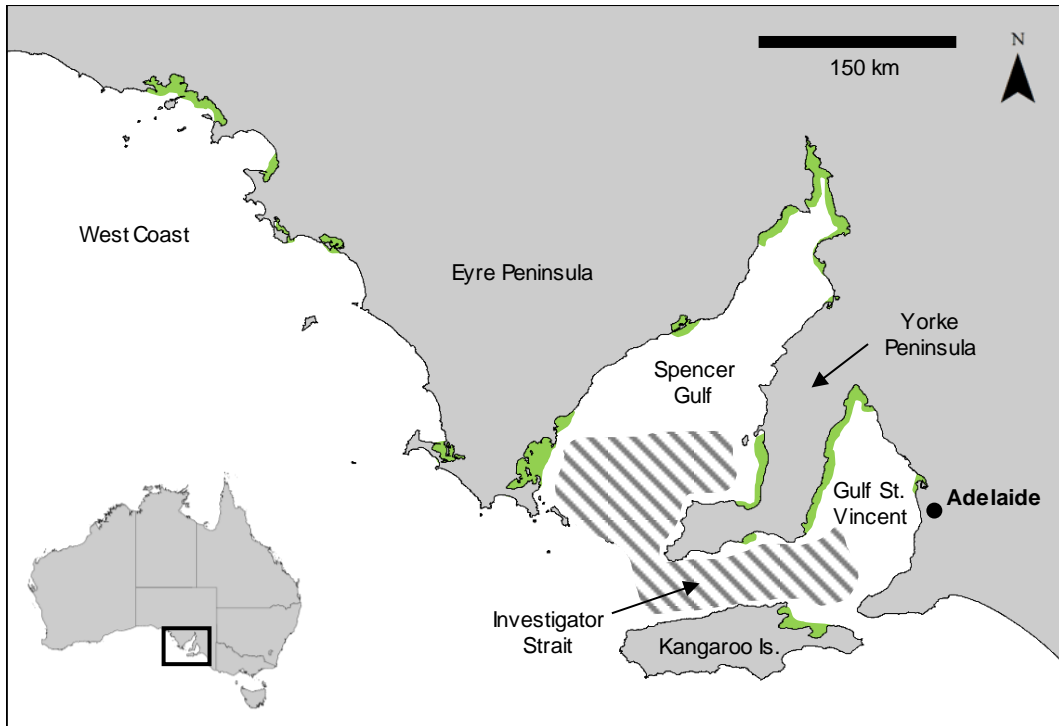 N
150 km
West Coast
Eyre Peninsula
Yorke
Peninsula
Spencer
Gulf
Gulf St.
Vincent
Adelaide
Investigator
Strait
Kangaroo Is.